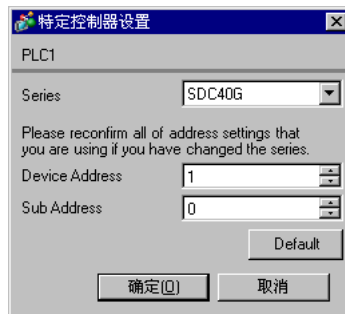 特定控制器设置
PLC1
Series SDC40G
Please reconfirm all of address settings that
you are using if you have changed the series.
Device Address 1
Sub Address 0
Default
确定(O) 取消